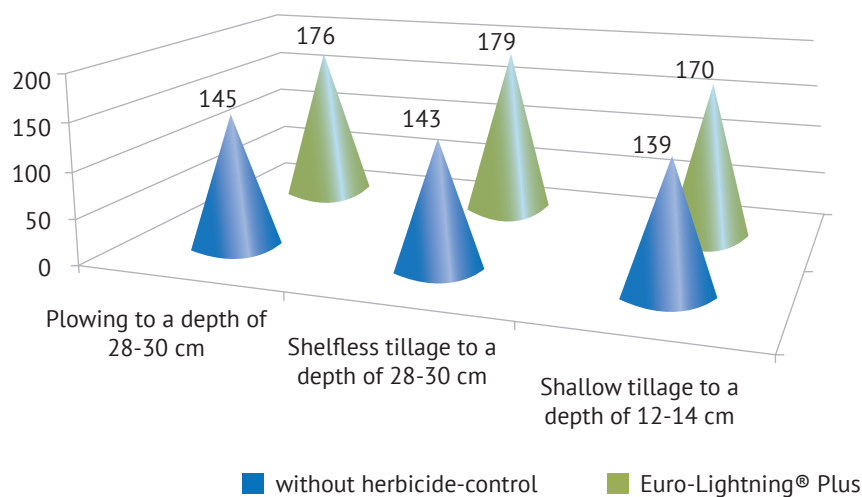 200
150
100
50
0
145
176
143
179
139
170
Plowing to a depth of
28-30 cm
Shelfless tillage to a
depth of 28-30 cm
Shallow tillage to a
depth of 12-14 cm
without herbicide-control
Euro-Lightning® Plus